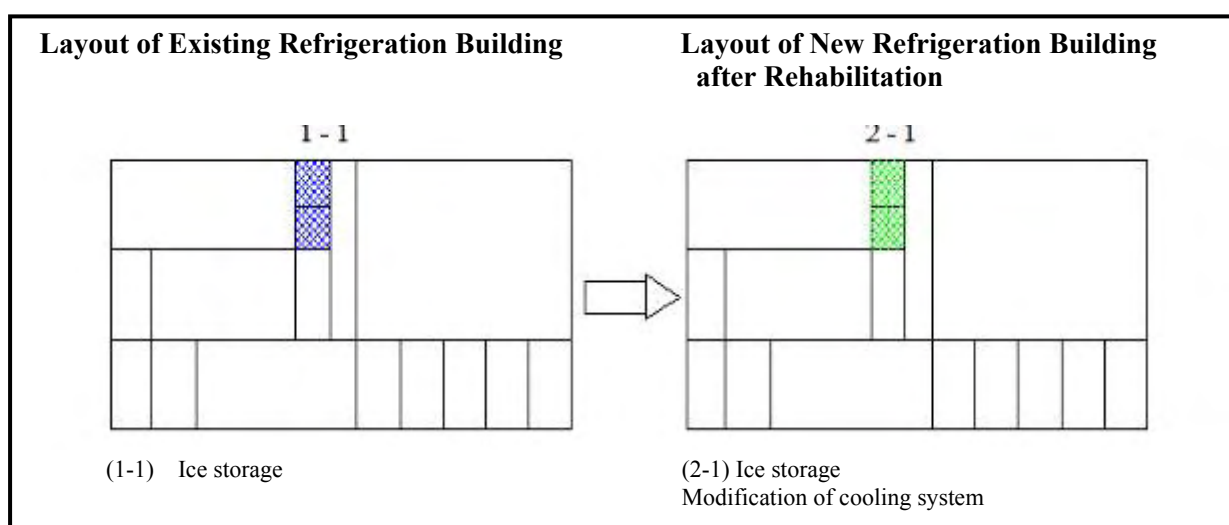 Layout of Existing Refrigeration Building
Layout of New Refrigeration Building
after Rehabilitation
1 - 1
2 - 1
(1-1) Ice storage
(2-1) Ice storage
Modification of cooling system